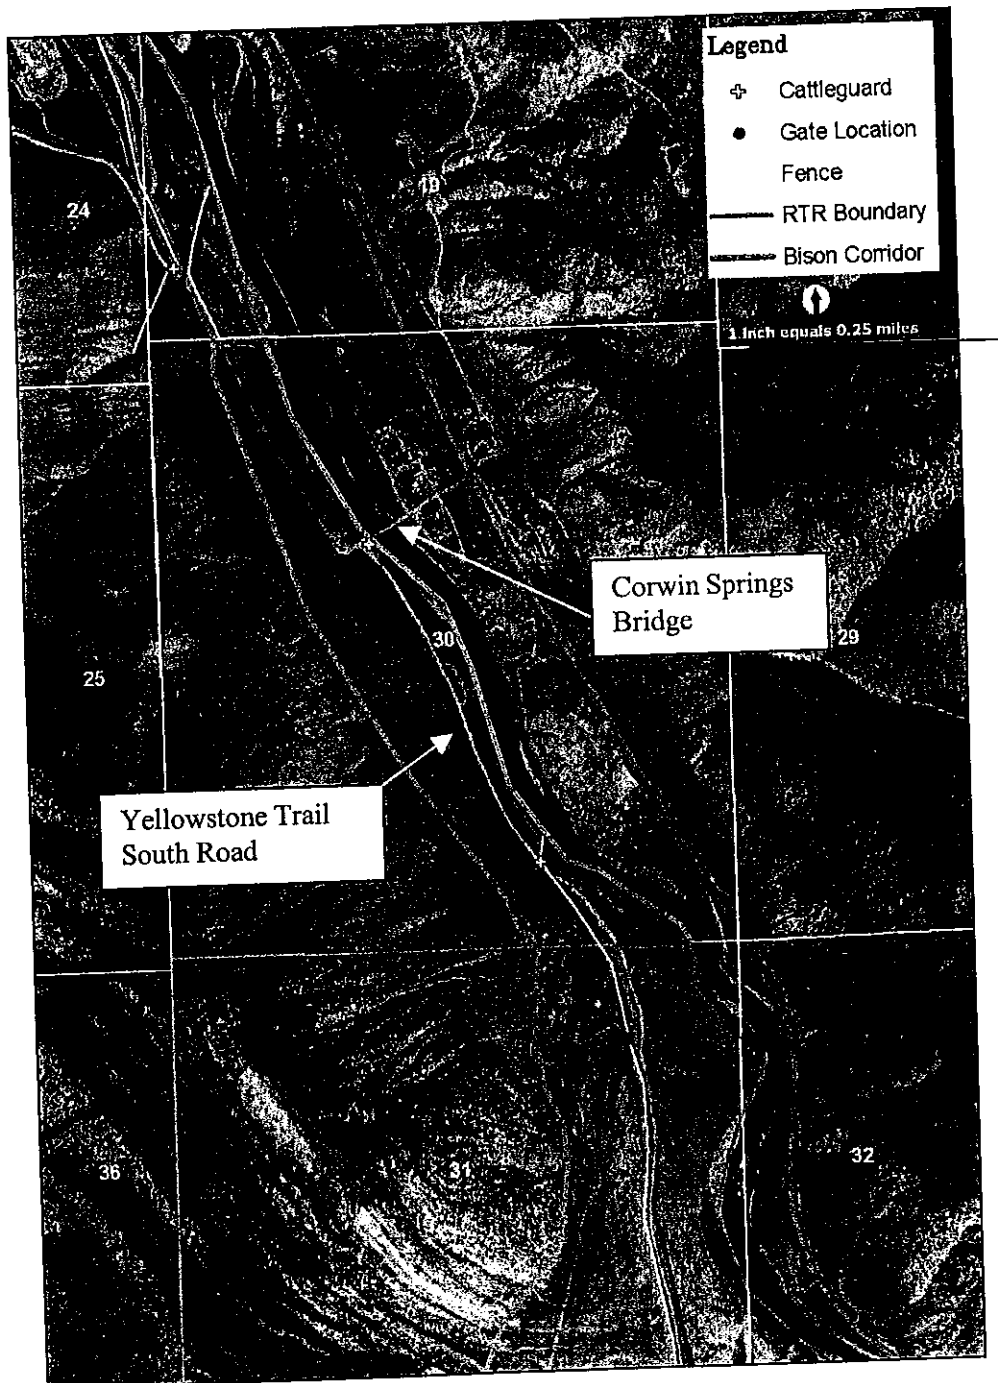 Legend
Cattleguard
Gate Location
Fence
RTR Boundary
Bison Corridor
1 Inch equals 0.25 miles
24
19
Corwin Springs
Bridge
30
29
25
Yellowstone Trail
South Road
36
31
32